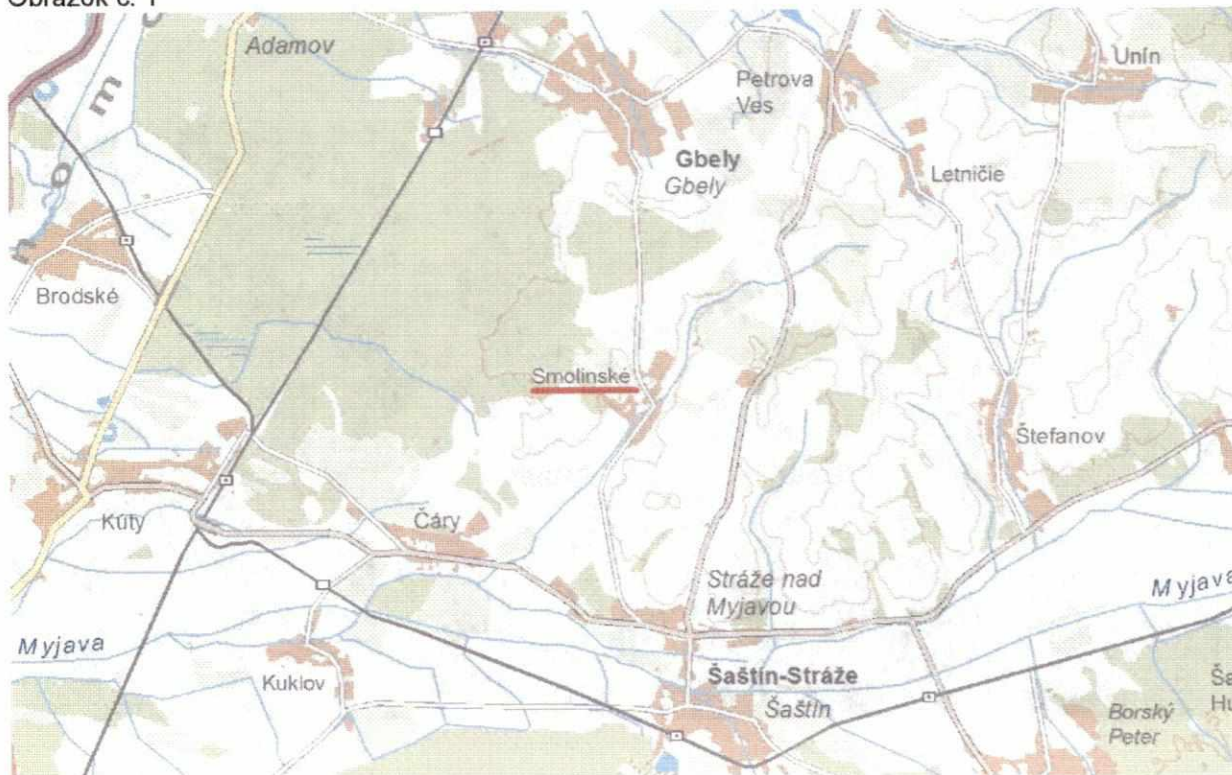 Obrázok č. 1
Adamov
Unín
Petrova
Ves
Gbely
Gbely
Letničie
Brodské
Smolinské
Štefanov
Kúty
Čáry
Stráže nad
Myjavou
Myjava
Myjava
Kuklov
Šaštín-Stráže
Šaštín
Borský
Peter